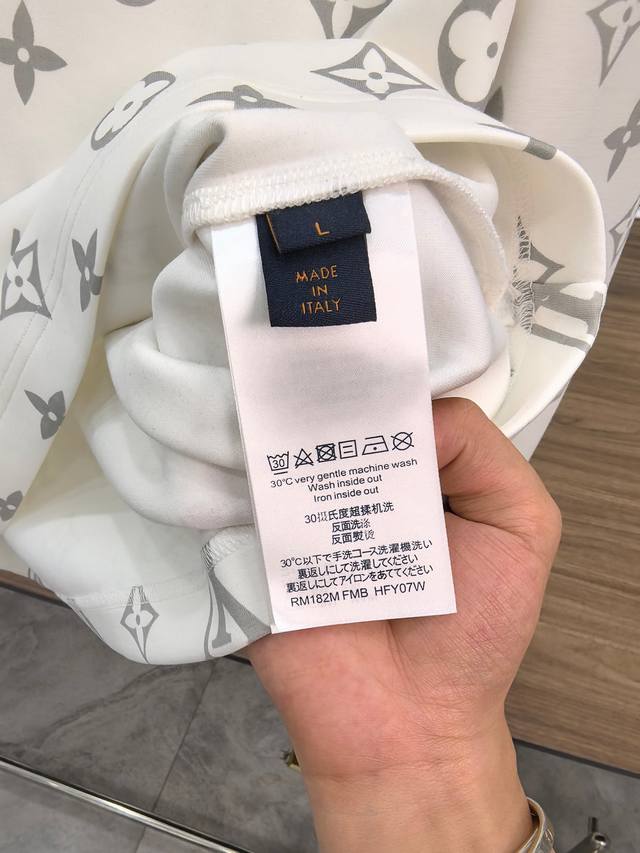 L
MADE
IN
ITALY
30
30℃ very gentle machine wash
Wash inside out
Iron inside out
30摄氏度超揉机洗
反面洗涤
反面熨烫
30℃以下で手洗コース洗濯機洗い
裏返しにして洗濯してください
裏返しにしてアイロンをあててください
RM182M FMB HFY07W